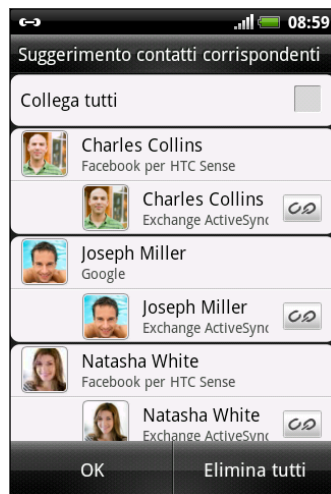 08:59
Suggerimento contatti corrispondenti
Collega tutti
Charles Collins
Facebook per HTC Sense
Charles Collins
Exchange ActiveSync
Joseph Miller
Google
Joseph Miller
Exchange ActiveSync
Natasha White
Facebook per HTC Sense
Natasha White
Exchange ActiveSync
OK
Elimina tutti